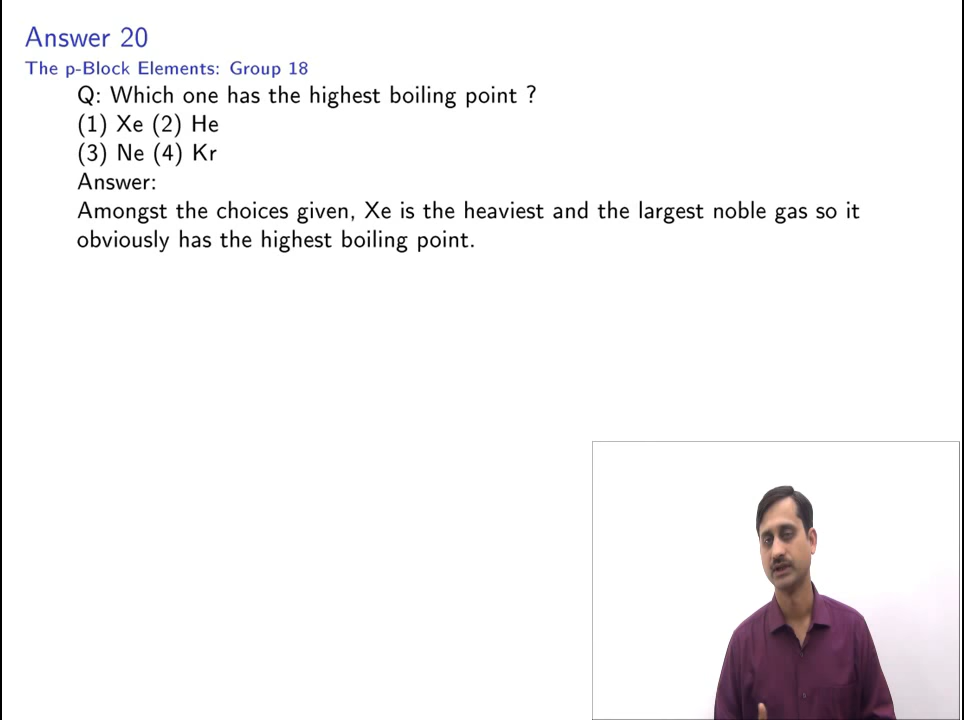 Answer 20
The p-Block Elements: Group 18
Q: Which one has the highest boiling point ?
(1) Xe (2) He
(3) Ne (4) Kr
Answer:
Amongst the choices given, Xe is the heaviest and the largest noble gas so it
obviously has the highest boiling point.